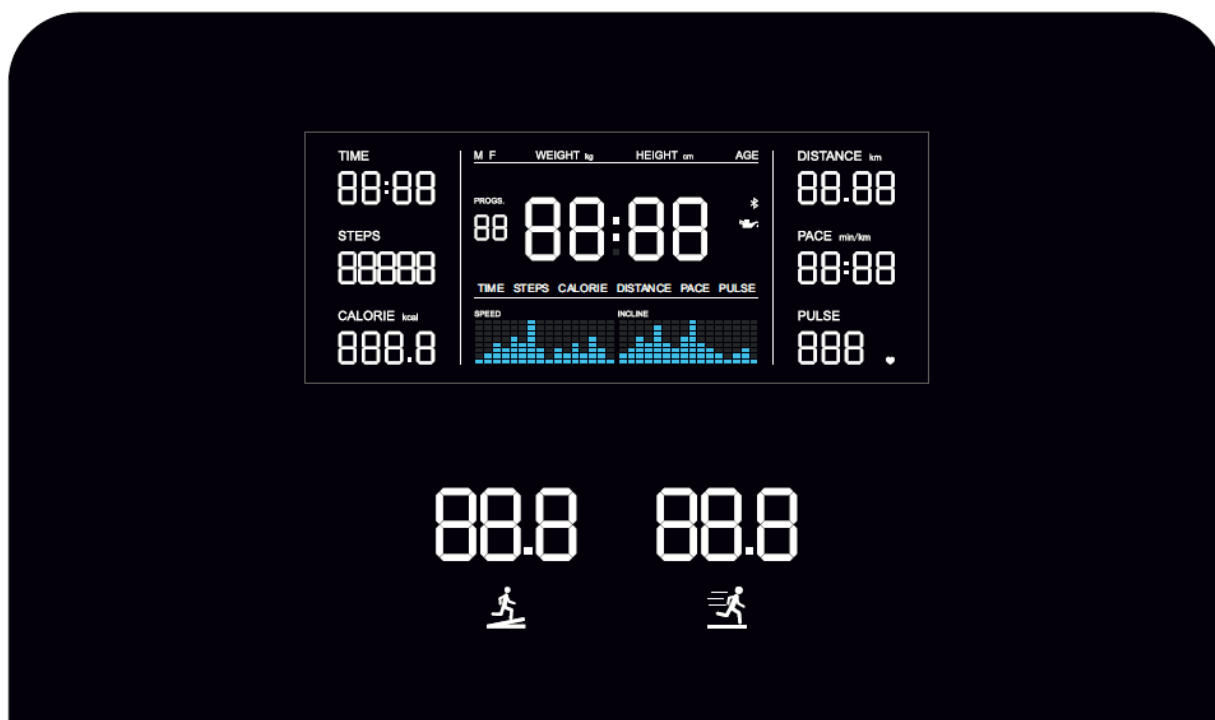 TIME
88:88
STEPS
88888
CALORIE kcal
888.8
M F WEIGHT kg HEIGHT cm AGE
PROGS.
88
88:88
TIME STEPS CALORIE DISTANCE PACE PULSE
SPEED INCLINE
DISTANCE km
88.88
PACE min/km
88:88
PULSE
888
88.8 88.8